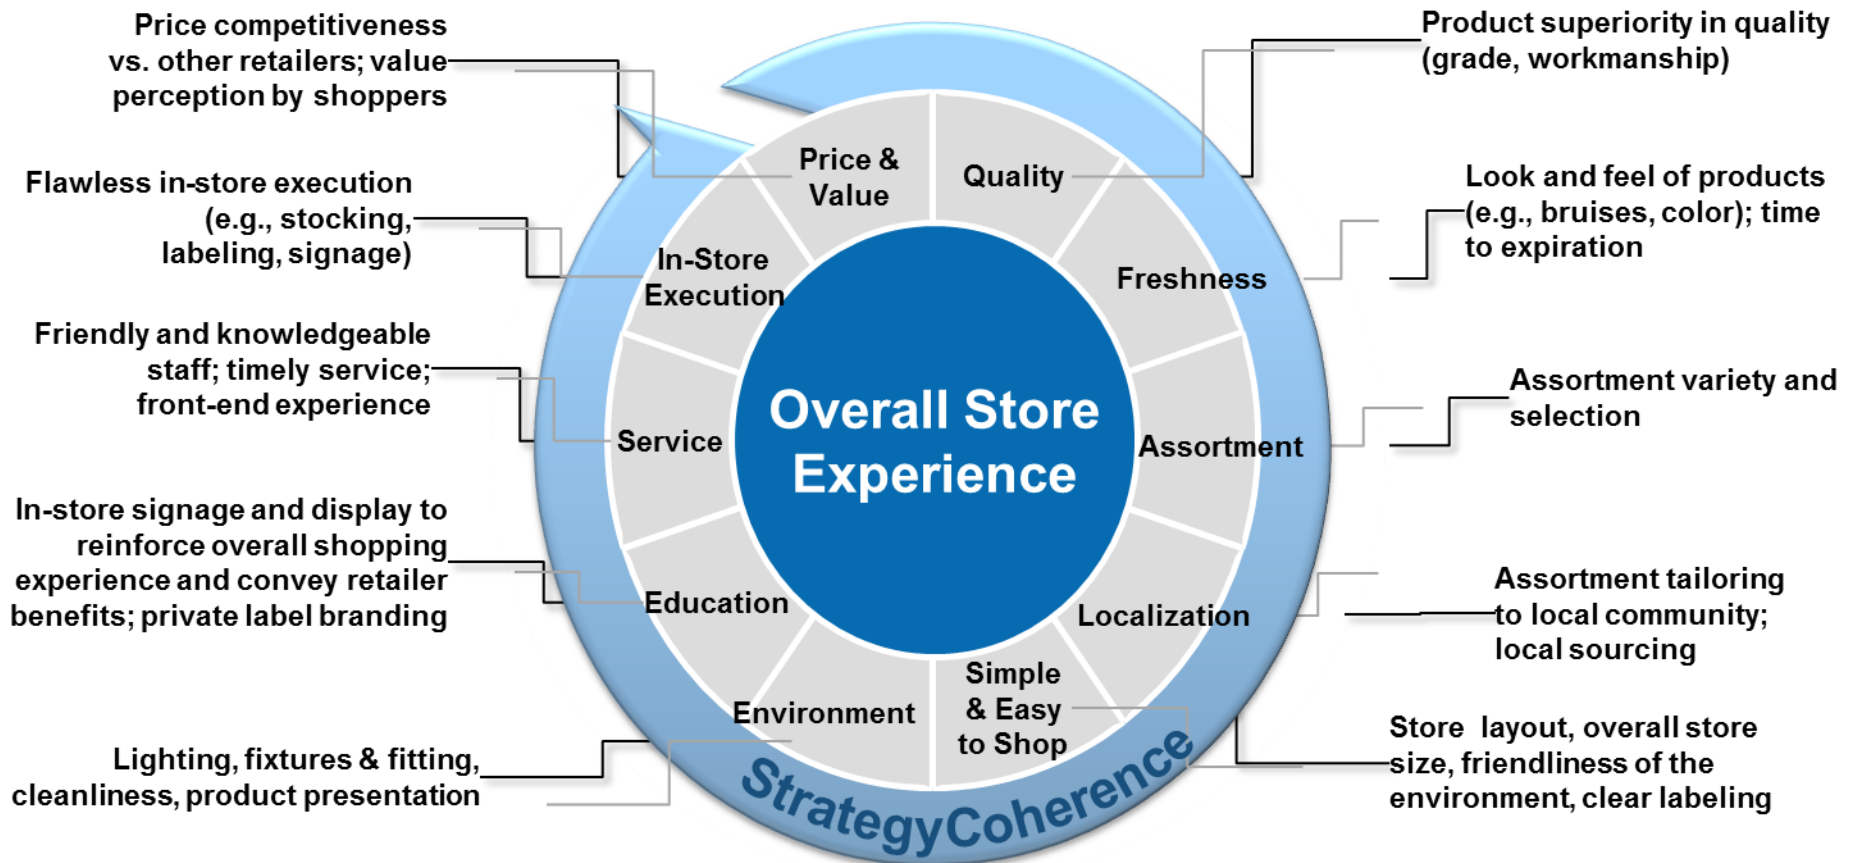 Price competitiveness
vs. other retailers; value
perception by shoppers
Product superiority in quality
(grade, workmanship)
Price &
Value
Quality
Flawless in-store execution
(e.g., stocking,
labeling, signage)
Look and feel of products
(e.g., bruises, color); time
to expiration
In-Store
Execution
Freshness
Friendly and knowledgeable
staff; timely service;
front-end experience
Overall Store
Experience
Assortment variety and
selection
Service
Assortment
In-store signage and display to
reinforce overall shopping
experience and convey retailer
benefits; private label branding
Education
Localization
Assortment tailoring
to local community;
local sourcing
Environment
Simple
& Easy
to Shop
Lighting, fixtures & fitting,
cleanliness, product presentation
Store layout, overall store
size, friendliness of the
environment, clear labeling
Strategy Coherence